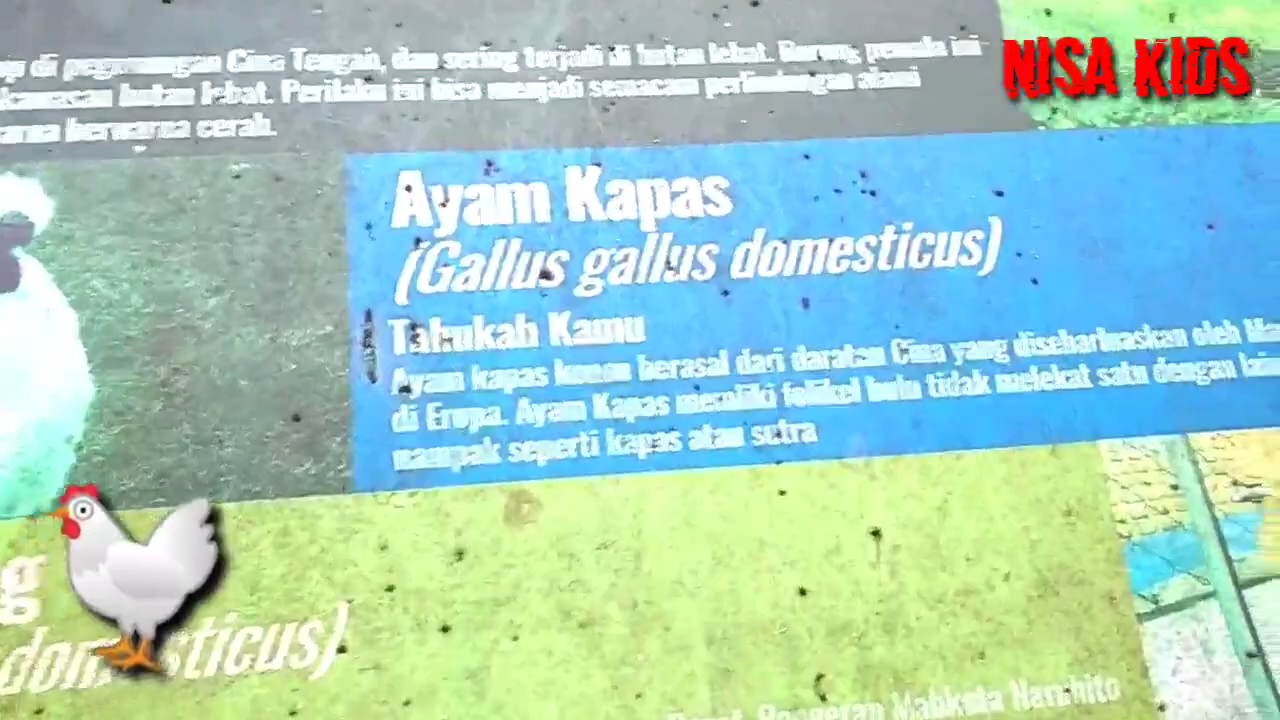 di pegunungan Cina Tengah, dan sering terjadi di hutan lebat. Burung pemalu ini
kawasan hutan lebat. Perilaku ini bisa menjadi semacam perlindungan alami
berwarna cerah.
NISA KIDS
Ayam Kapas
(Gallus gallus domesticus)
Tahukah Kamu
Ayam kapas konon berasal dari daratan Cina yang disebarluaskan oleh
di Eropa. Ayam Kapas memiliki folikel bulu tidak melekat satu dengan
nampak seperti kapas atau sutra
g
Pangeran Mahkota Naruhito